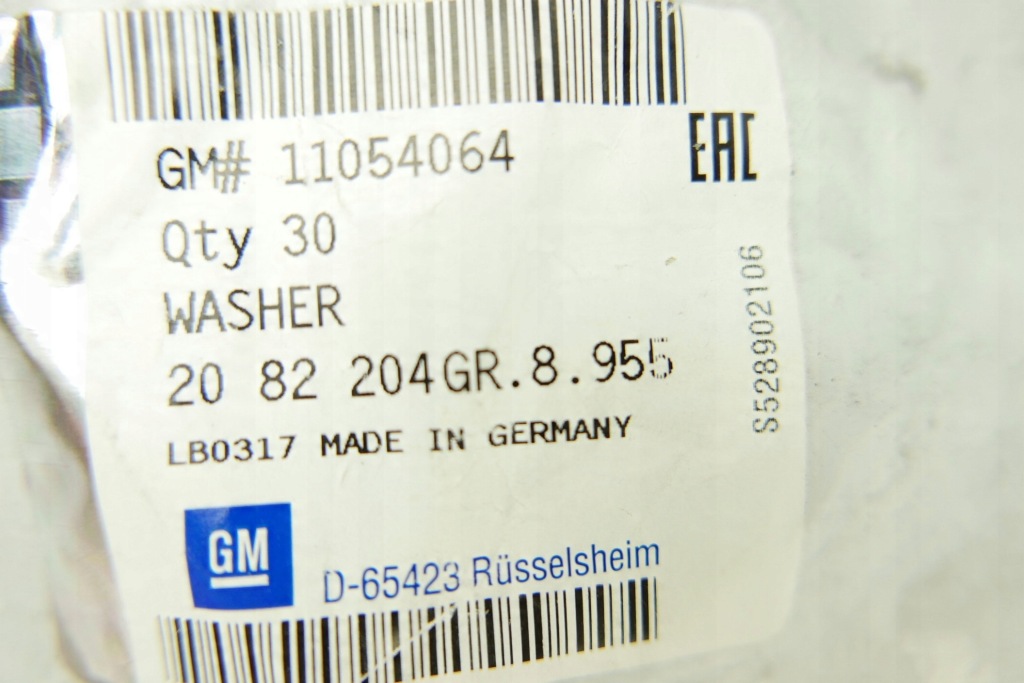 GM# 11054064
EAC
Qty 30
WASHER
20 82 204GR.8.955
LB0317 MADE IN GERMANY
S528902106
GM
D-65423 Rüsselsheim